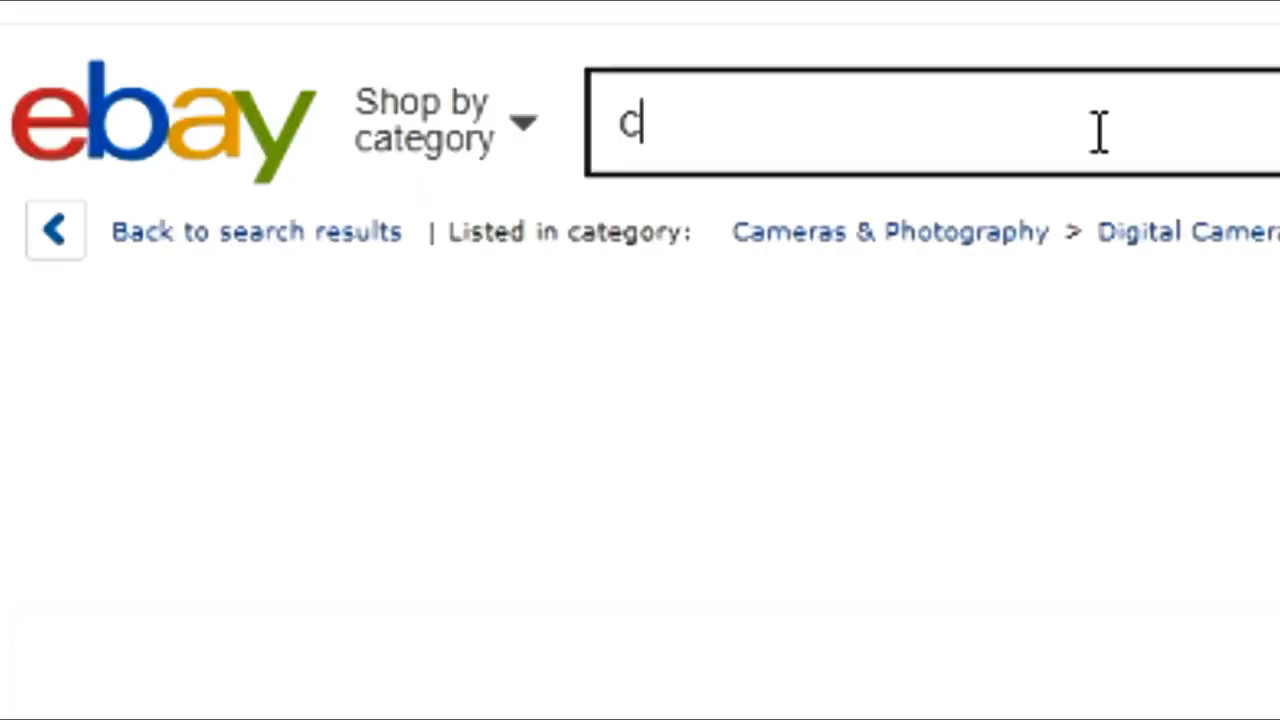 ebay
Shop by
category
c
Back to search results | Listed in category: Cameras & Photography > Digital Camera